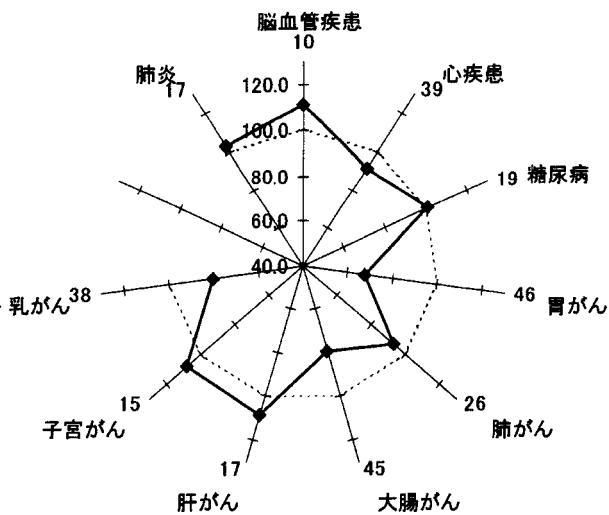 脳血管疾患
10
肺炎
17
心疾患
39
120.0
100.0
80.0
60.0
40.0
19 糖尿病
46
胃がん
26
肺がん
45
大腸がん
17
肝がん
15
子宮がん
乳がん 38